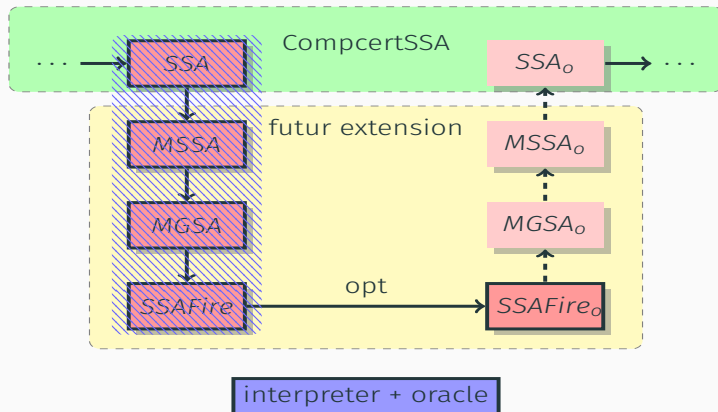 CompcertSSA
··· SSA SSAₒ ···
futur extension
MSSA MSSAₒ
MGSA MGSAₒ
opt
SSAFire SSAFireₒ
interpreter + oracle